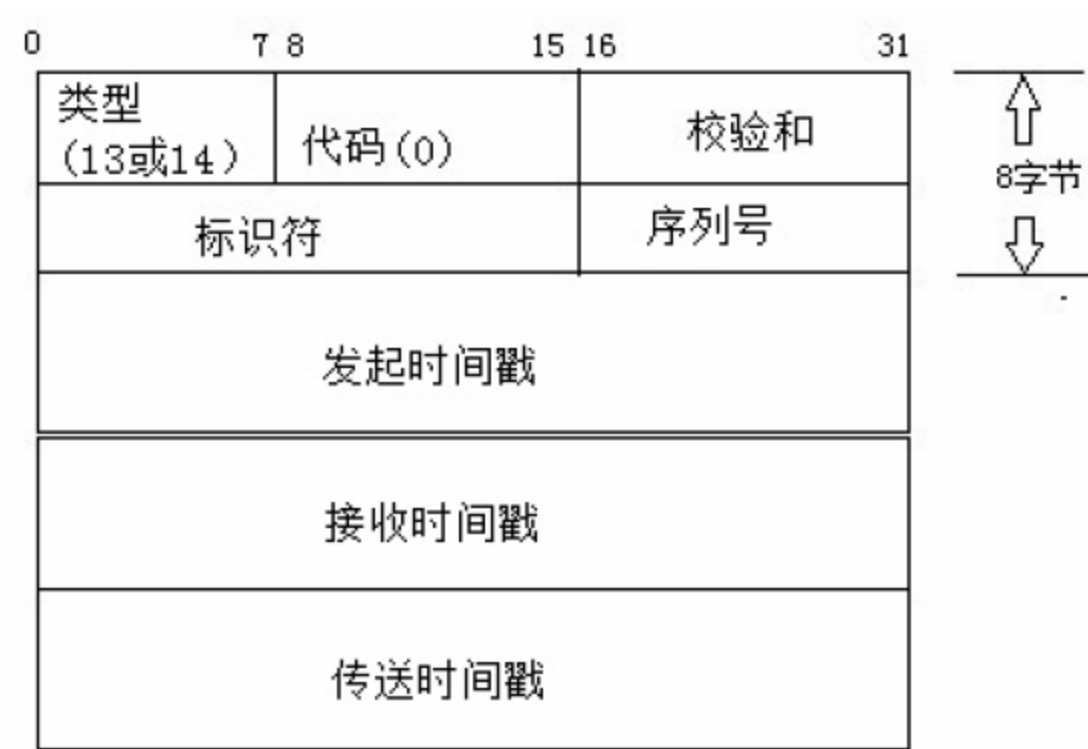 0 7 8 15 16 31
类型
(13或14)
代码(0)
校验和
8字节
标识符
序列号
发起时间戳
接收时间戳
传送时间戳